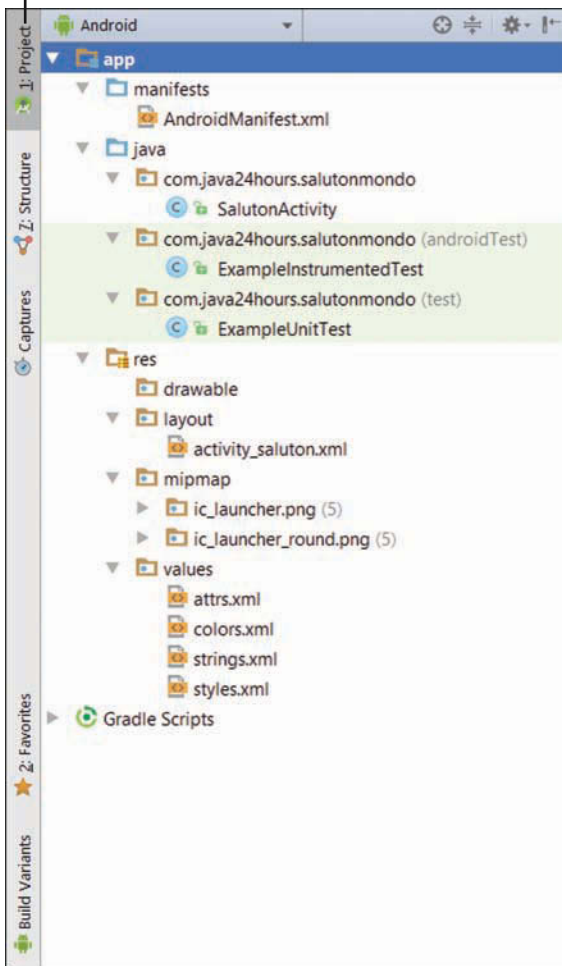 Android
1: Project
Z: Structure
Captures
2: Favorites
Build Variants
app
manifests
AndroidManifest.xml
java
com.java24hours.salutonmondo
SalutonActivity
com.java24hours.salutonmondo (androidTest)
ExampleInstrumentedTest
com.java24hours.salutonmondo (test)
ExampleUnitTest
res
drawable
layout
activity_saluton.xml
mipmap
ic_launcher.png (5)
ic_launcher_round.png (5)
values
attrs.xml
colors.xml
strings.xml
styles.xml
Gradle Scripts